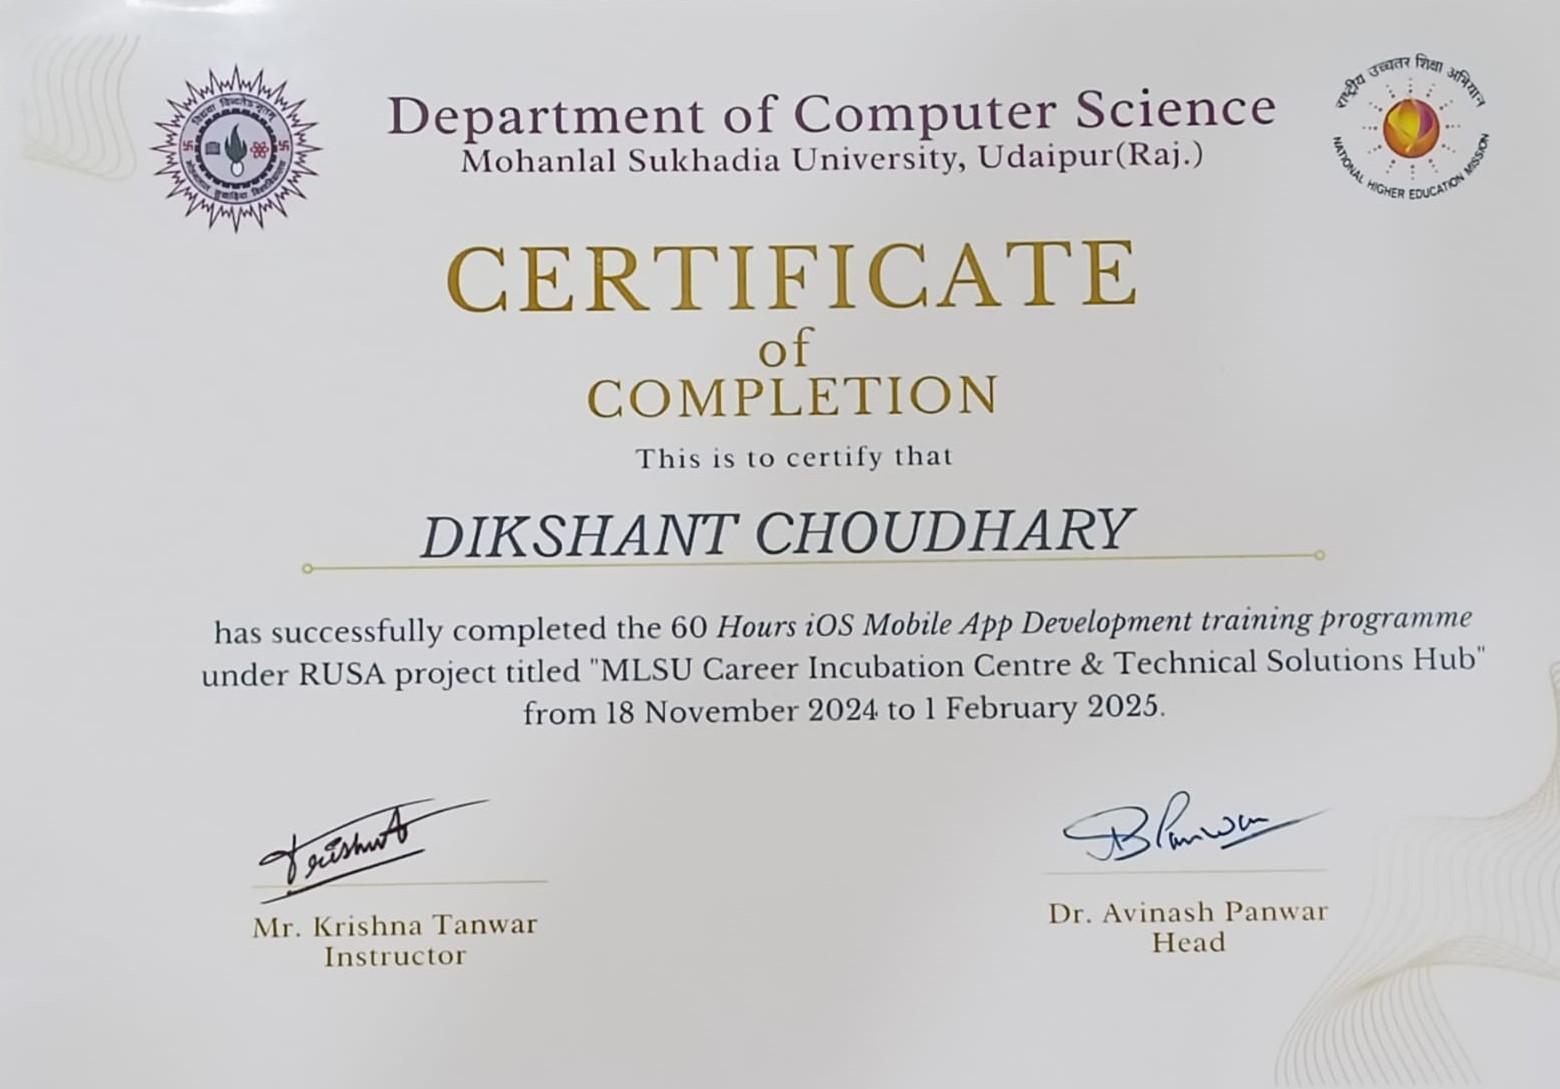 Department of Computer Science
Mohanlal Sukhadia University, Udaipur(Raj.)
राष्ट्रीय उच्चतर शिक्षा अभियान
NATIONAL HIGHER EDUCATION MISSION
CERTIFICATE
of
COMPLETION
This is to certify that
DIKSHANT CHOUDHARY
has successfully completed the 60 Hours iOS Mobile App Development training programme
under RUSA project titled "MLSU Career Incubation Centre & Technical Solutions Hub"
from 18 November 2024 to 1 February 2025.
Mr. Krishna Tanwar
Instructor
Dr. Avinash Panwar
Head